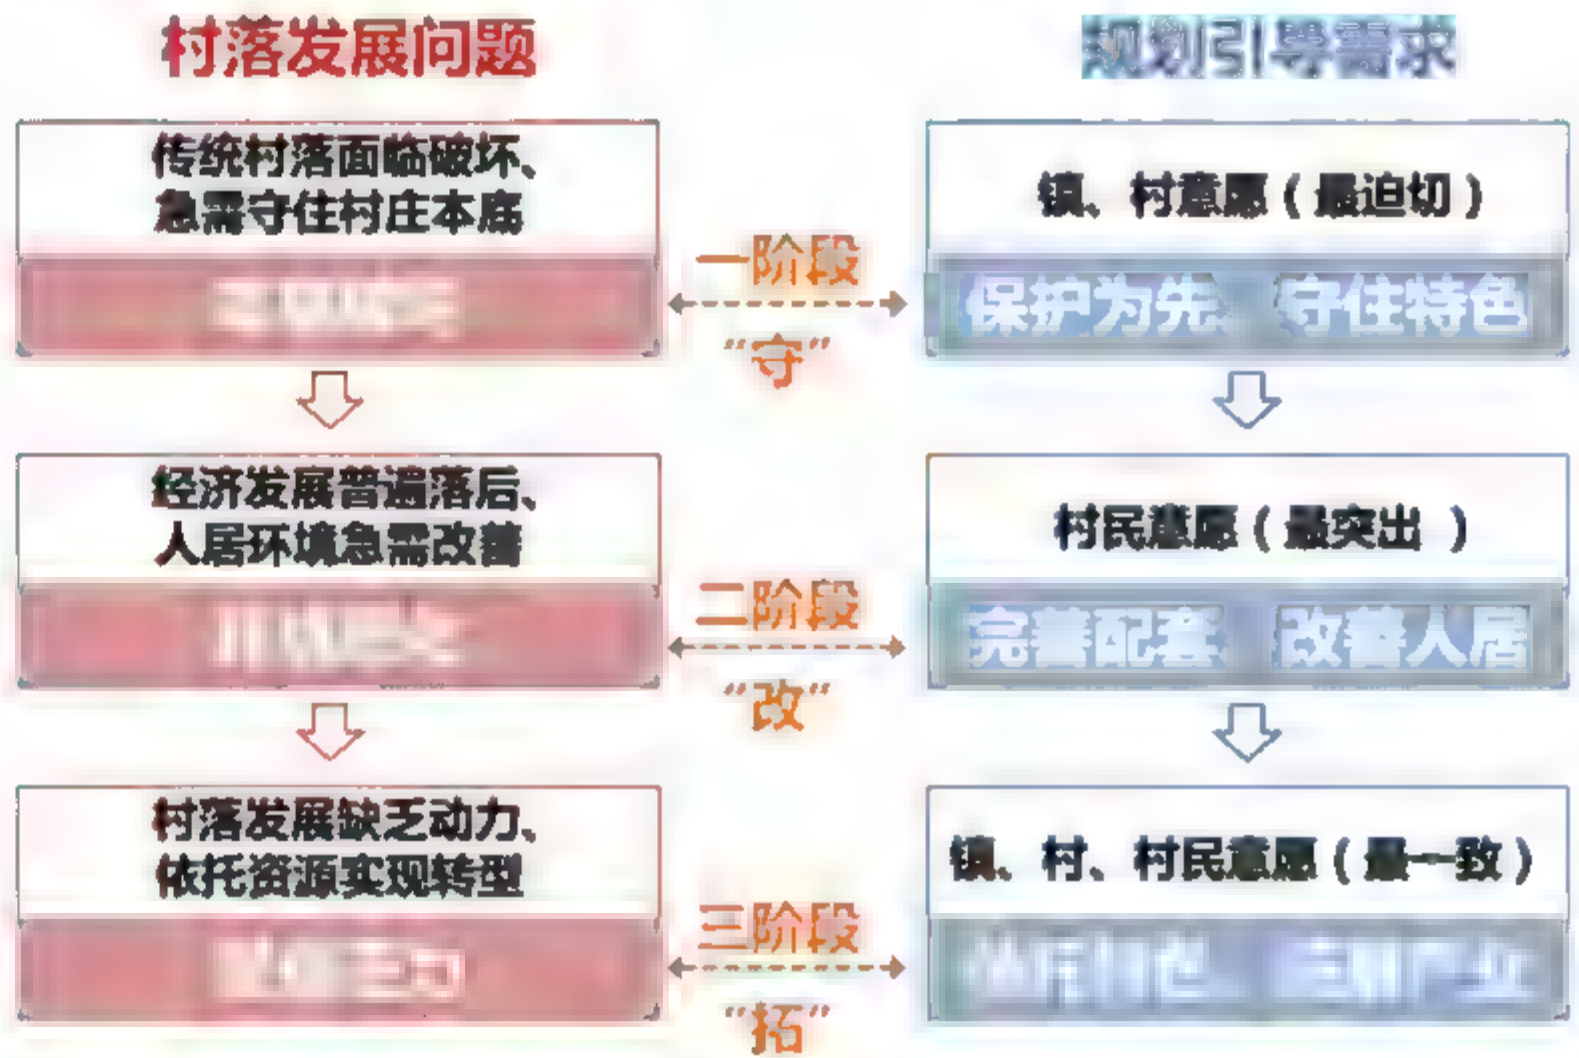 村落发展问题
规划引导需求
传统村落面临破坏、
急需守住村庄本底
一阶段
“守”
镇、村意愿（最迫切）
保护为先、守住特色
经济发展普遍落后、
人居环境急需改善
二阶段
“改”
村民意愿（最突出 ）
完善配套、改善人居
村落发展缺乏动力、
依托资源实现转型
三阶段
“拓”
镇、村、村民意愿（最一致）